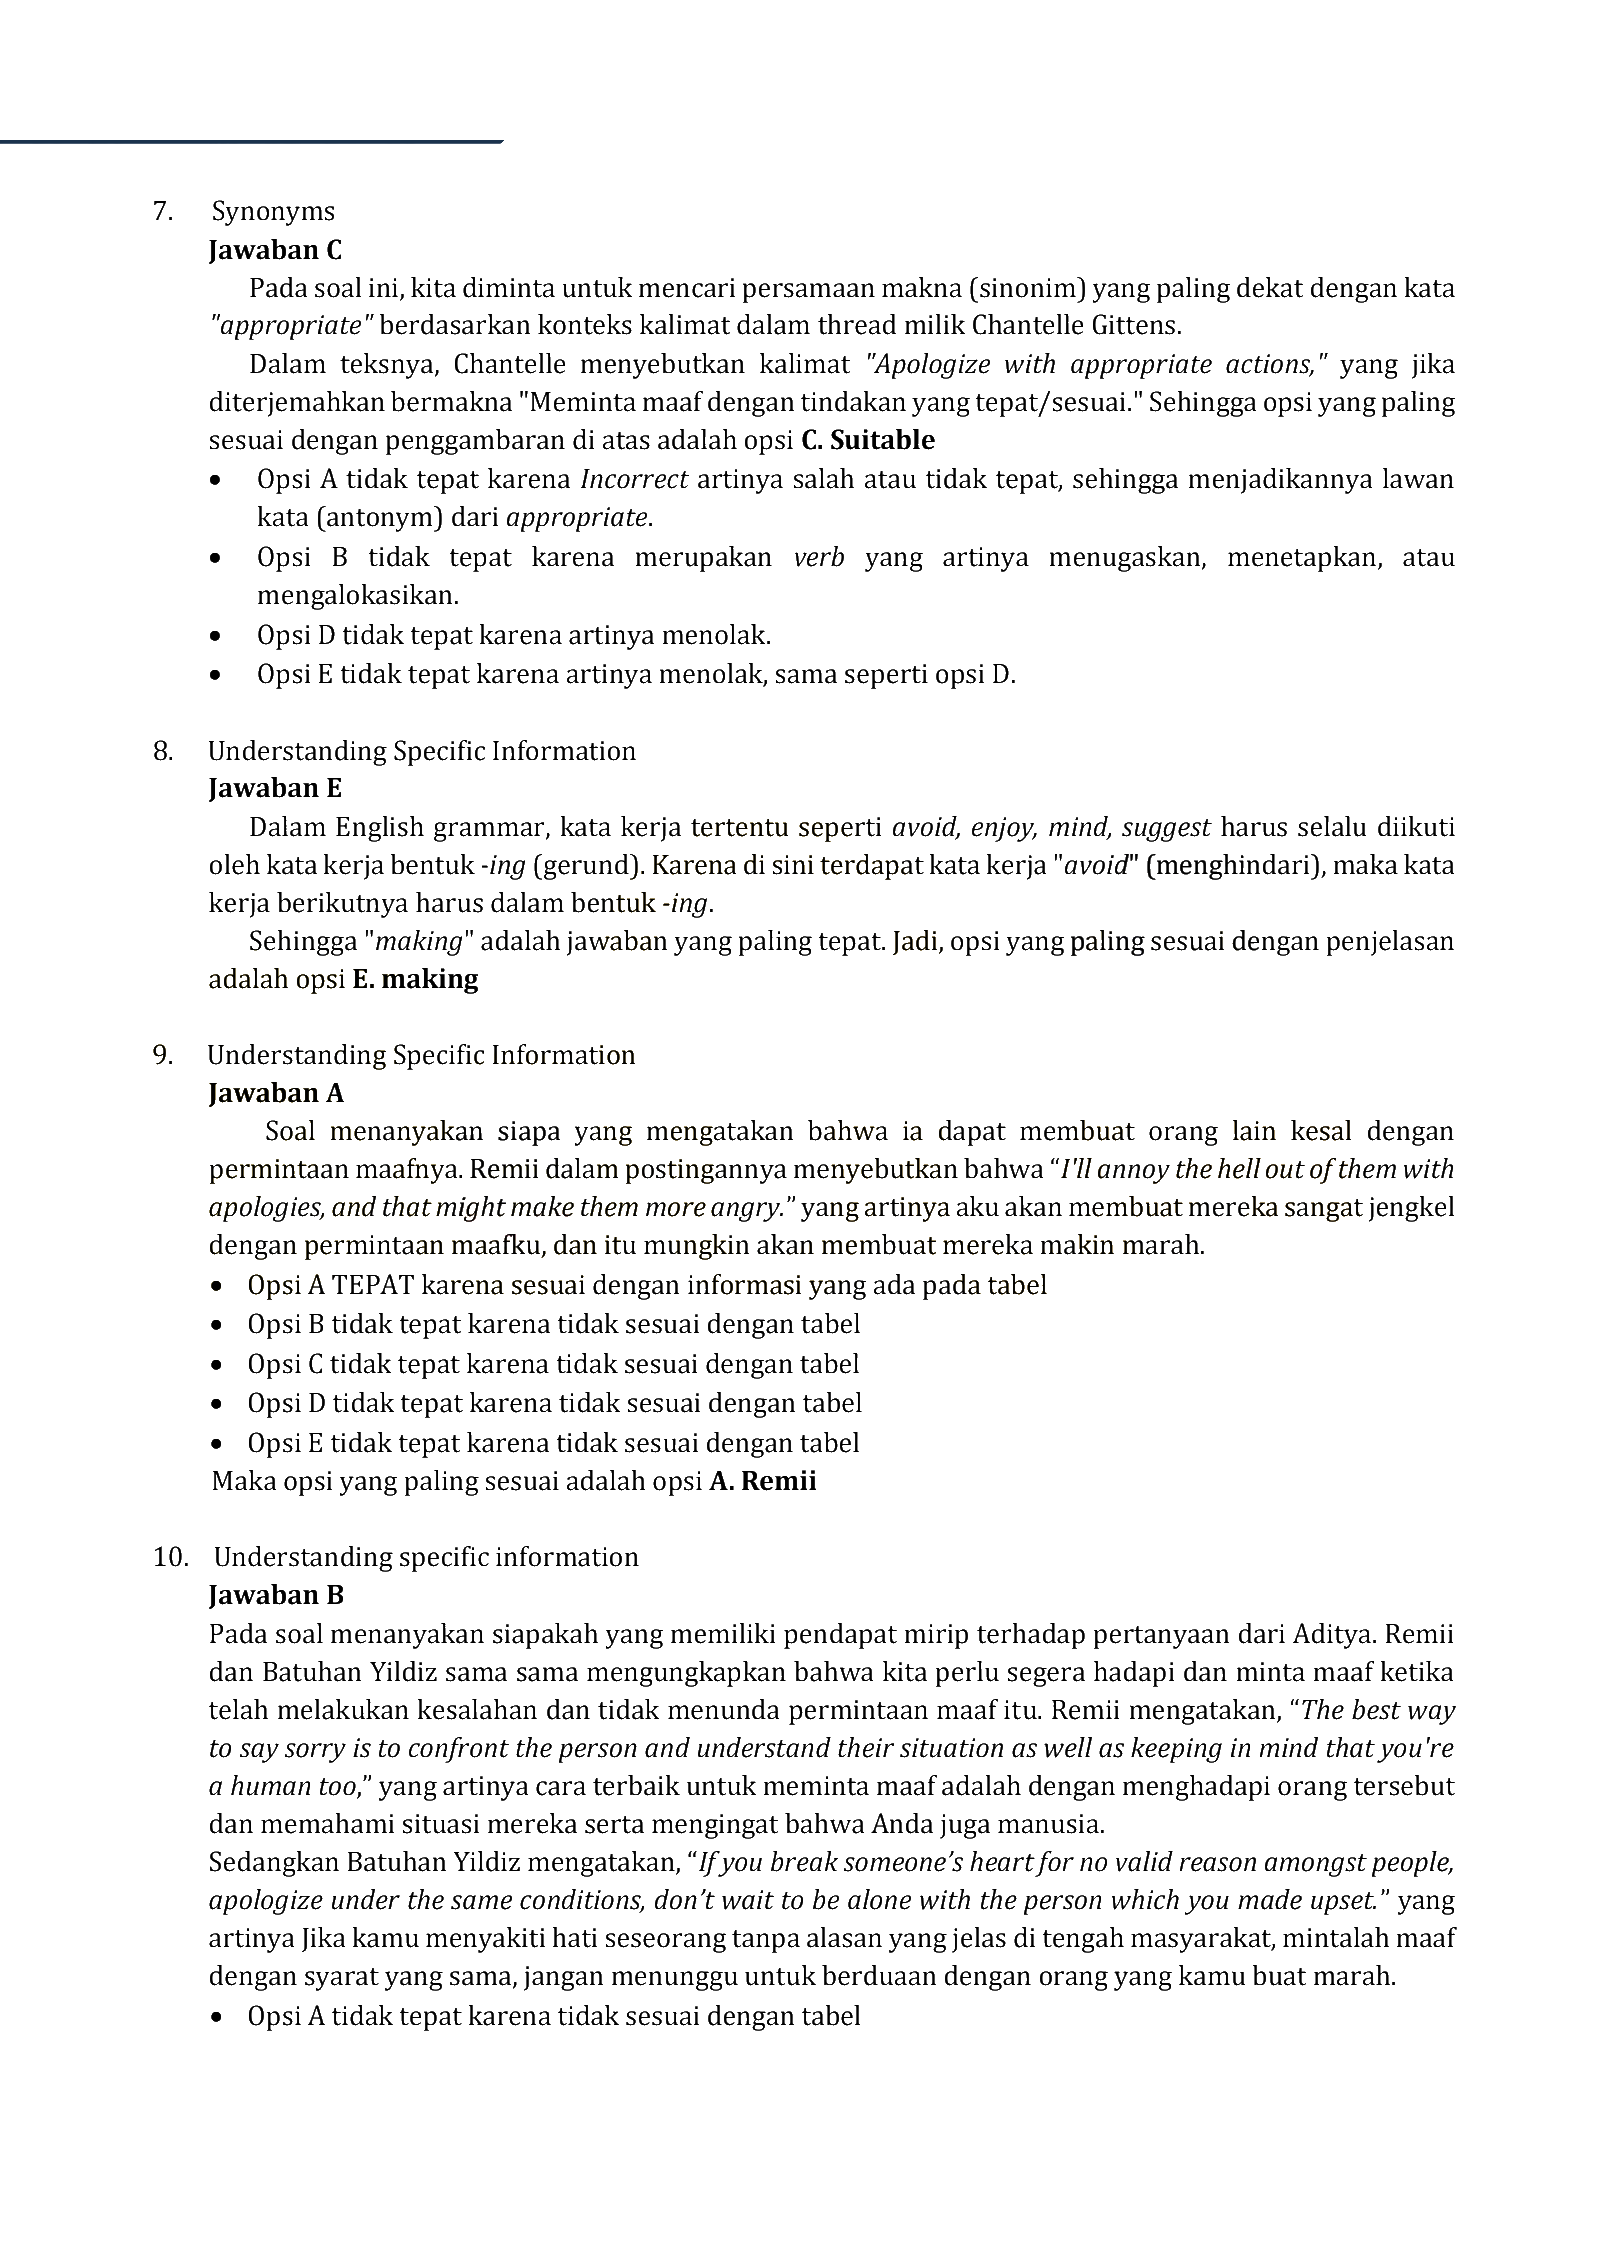 7. Synonyms
Jawaban C
Pada soal ini, kita diminta untuk mencari persamaan makna (sinonim) yang paling dekat dengan kata
"appropriate" berdasarkan konteks kalimat dalam thread milik Chantelle Gittens.
Dalam teksnya, Chantelle menyebutkan kalimat "Apologize with appropriate actions," yang jika
diterjemahkan bermakna "Meminta maaf dengan tindakan yang tepat/sesuai." Sehingga opsi yang paling
sesuai dengan penggambaran di atas adalah opsi C. Suitable
• Opsi A tidak tepat karena Incorrect artinya salah atau tidak tepat, sehingga menjadikannya lawan
kata (antonym) dari appropriate.
• Opsi B tidak tepat karena merupakan verb yang artinya menugaskan, menetapkan, atau
mengalokasikan.
• Opsi D tidak tepat karena artinya menolak.
• Opsi E tidak tepat karena artinya menolak, sama seperti opsi D.
8. Understanding Specific Information
Jawaban E
Dalam English grammar, kata kerja tertentu seperti avoid, enjoy, mind, suggest harus selalu diikuti
oleh kata kerja bentuk -ing (gerund). Karena di sini terdapat kata kerja "avoid" (menghindari), maka kata
kerja berikutnya harus dalam bentuk -ing.
Sehingga "making" adalah jawaban yang paling tepat. Jadi, opsi yang paling sesuai dengan penjelasan
adalah opsi E. making
9. Understanding Specific Information
Jawaban A
Soal menanyakan siapa yang mengatakan bahwa ia dapat membuat orang lain kesal dengan
permintaan maafnya. Remii dalam postingannya menyebutkan bahwa “I'll annoy the hell out of them with
apologies, and that might make them more angry.” yang artinya aku akan membuat mereka sangat jengkel
dengan permintaan maafku, dan itu mungkin akan membuat mereka makin marah.
• Opsi A TEPAT karena sesuai dengan informasi yang ada pada tabel
• Opsi B tidak tepat karena tidak sesuai dengan tabel
• Opsi C tidak tepat karena tidak sesuai dengan tabel
• Opsi D tidak tepat karena tidak sesuai dengan tabel
• Opsi E tidak tepat karena tidak sesuai dengan tabel
Maka opsi yang paling sesuai adalah opsi A. Remii
10. Understanding specific information
Jawaban B
Pada soal menanyakan siapakah yang memiliki pendapat mirip terhadap pertanyaan dari Aditya. Remii
dan Batuhan Yildiz sama sama mengungkapkan bahwa kita perlu segera hadapi dan minta maaf ketika
telah melakukan kesalahan dan tidak menunda permintaan maaf itu. Remii mengatakan, “The best way
to say sorry is to confront the person and understand their situation as well as keeping in mind that you're
a human too,” yang artinya cara terbaik untuk meminta maaf adalah dengan menghadapi orang tersebut
dan memahami situasi mereka serta mengingat bahwa Anda juga manusia.
Sedangkan Batuhan Yildiz mengatakan, “If you break someone’s heart for no valid reason amongst people,
apologize under the same conditions, don’t wait to be alone with the person which you made upset.” yang
artinya Jika kamu menyakiti hati seseorang tanpa alasan yang jelas di tengah masyarakat, mintalah maaf
dengan syarat yang sama, jangan menunggu untuk berduaan dengan orang yang kamu buat marah.
• Opsi A tidak tepat karena tidak sesuai dengan tabel